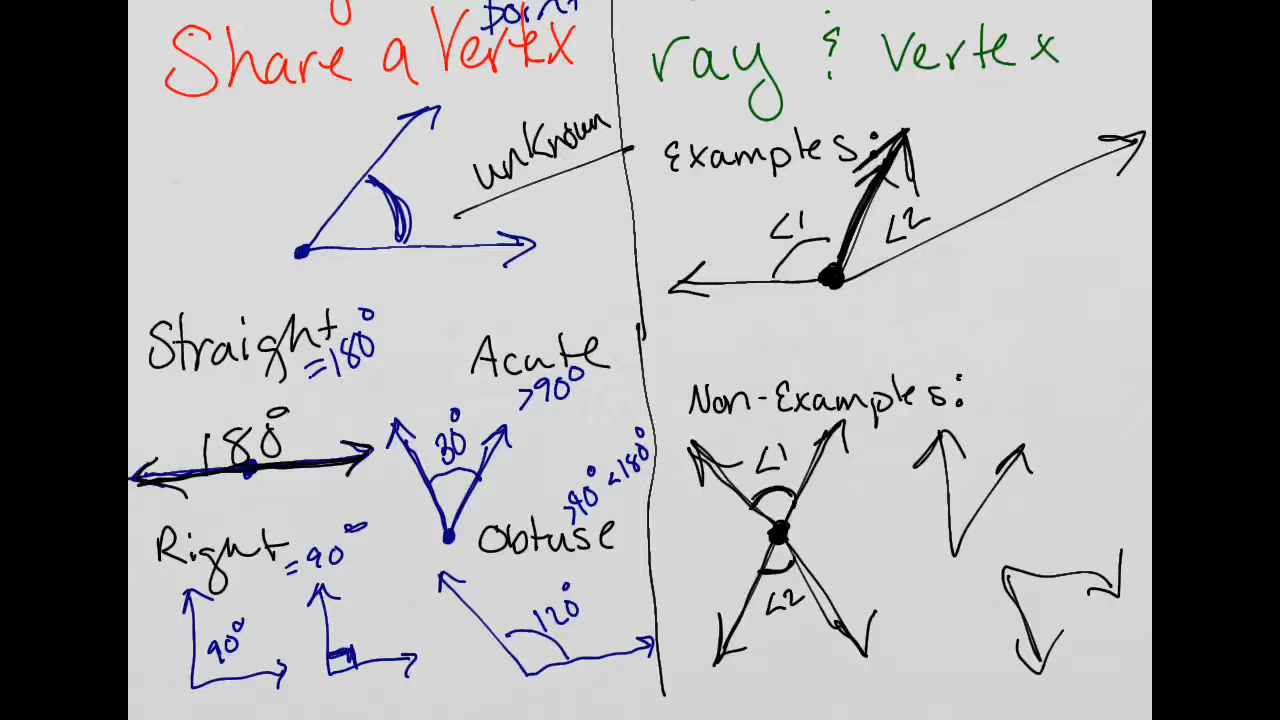 point
Share a Vertex
unknown
Straight
=180°
180°
Acute
>90°
30°
Right
=90°
90°
Obtuse
>90° <180°
120°
ray & vertex
Examples:
∠1
∠2
Non-Examples:
∠1
∠2